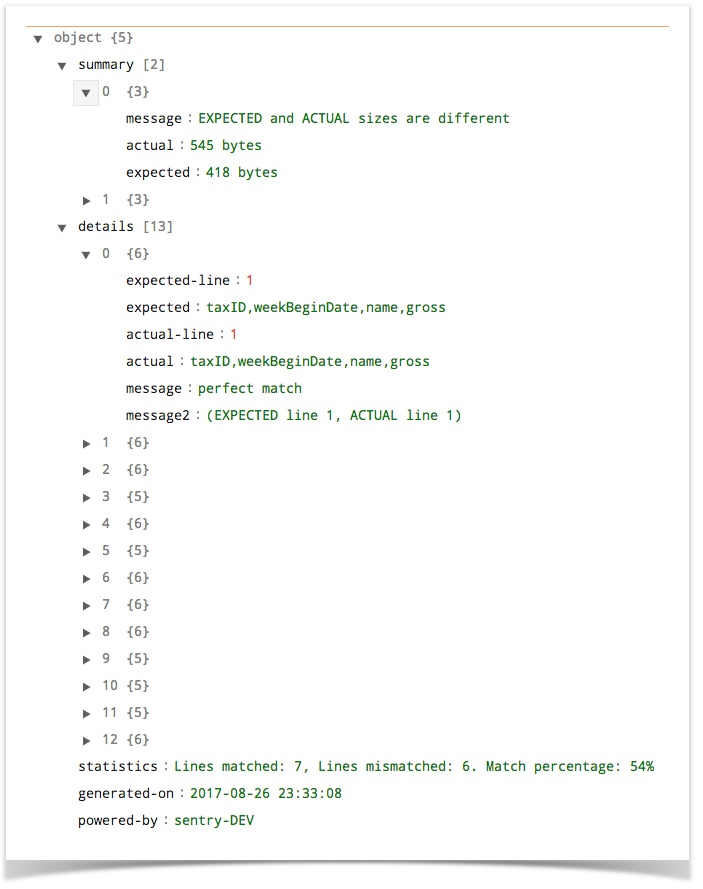 object {5}
summary [2]
0 {3}
message : EXPECTED and ACTUAL sizes are different
actual : 545 bytes
expected : 418 bytes
1 {3}
details [13]
0 {6}
expected-line : 1
expected : taxID,weekBeginDate,name,gross
actual-line : 1
actual : taxID,weekBeginDate,name,gross
message : perfect match
message2 : (EXPECTED line 1, ACTUAL line 1)
1 {6}
2 {6}
3 {5}
4 {6}
5 {5}
6 {6}
7 {6}
8 {6}
9 {5}
10 {5}
11 {5}
12 {6}
statistics : Lines matched: 7, Lines mismatched: 6. Match percentage: 54%
generated-on : 2017-08-26 23:33:08
powered-by : sentry-DEV